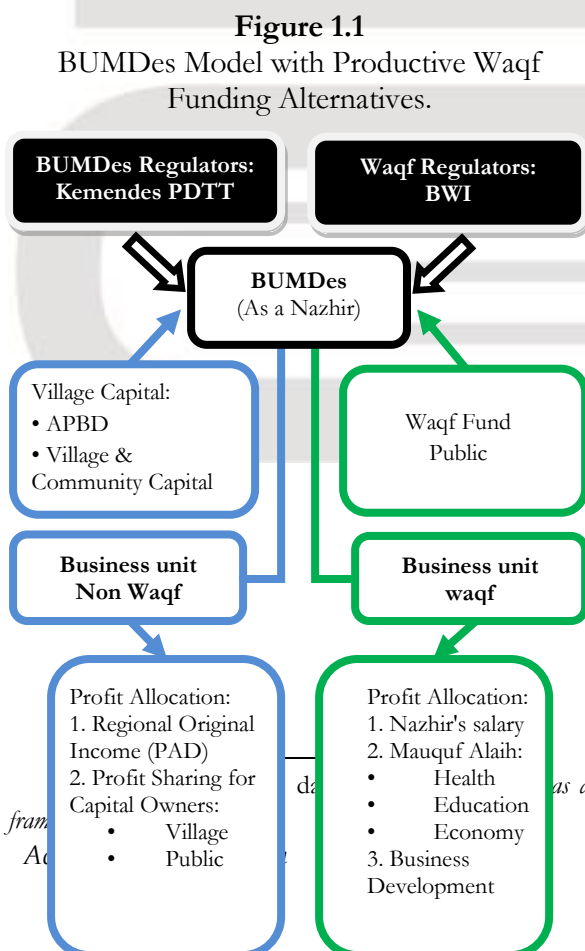 Figure 1.1
BUMDes Model with Productive Waqf
Funding Alternatives.
BUMDes Regulators:
Kemendes PDTT
Waqf Regulators:
BWI
BUMDes
(As a Nazhir)
Village Capital:
• APBD
• Village &
Community Capital
Waqf Fund
Public
Business unit
Non Waqf
Business unit
waqf
Profit Allocation:
1. Regional Original
Income (PAD)
2. Profit Sharing for
Capital Owners:
• Village
• Public
Profit Allocation:
1. Nazhir's salary
2. Mauquf Alaih:
• Health
• Education
• Economy
3. Business
Development
as a